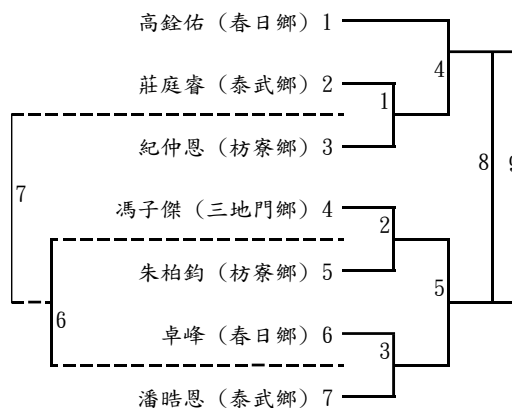 高銓佑（春日鄉）1
4
莊庭睿（泰武鄉）2
1
紀仲恩（枋寮鄉）3
7
8
9
馮子傑（三地門鄉）4
2
朱柏鈞（枋寮鄉）5
5
6
卓峰（春日鄉）6
3
潘晧恩（泰武鄉）7